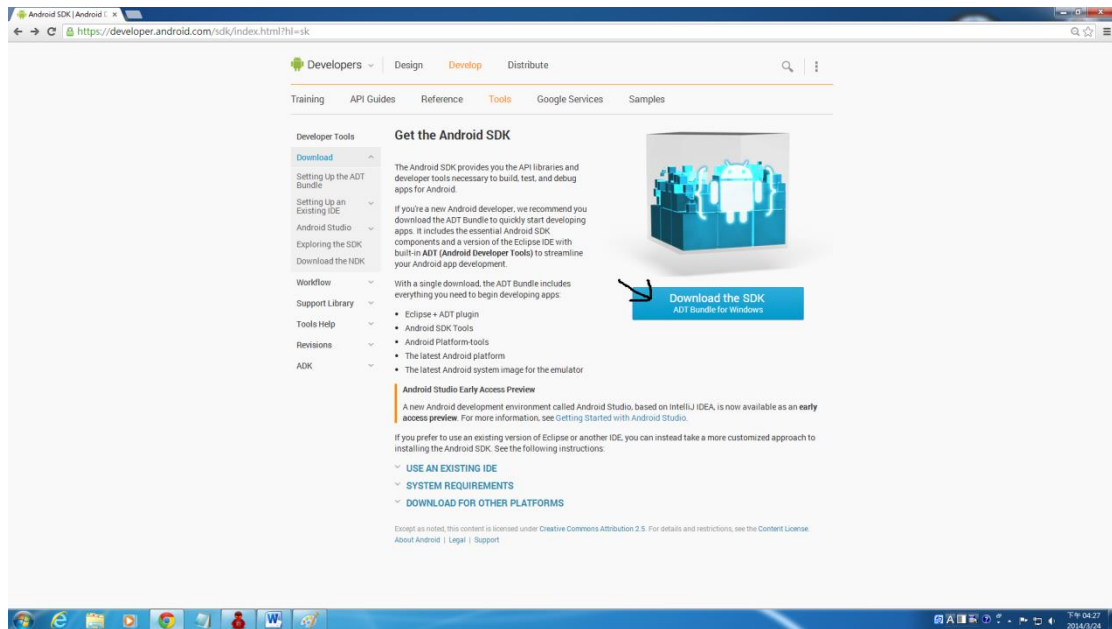 Android SDK | Android D
https://developer.android.com/sdk/index.html?hl=sk
Developers
Design
Develop
Distribute
Training
API Guides
Reference
Tools
Google Services
Samples
Developer Tools
Download
Setting Up the ADT
Bundle
Setting Up an
Existing IDE
Android Studio
Exploring the SDK
Download the NDK
Workflow
Support Library
Tools Help
Revisions
ADK
Get the Android SDK
The Android SDK provides you the API libraries and
developer tools necessary to build, test, and debug
apps for Android.
If you're a new Android developer, we recommend you
download the ADT Bundle to quickly start developing
apps. It includes the essential Android SDK
components and a version of the Eclipse IDE with
built-in ADT (Android Developer Tools) to streamline
your Android app development.
With a single download, the ADT Bundle includes
everything you need to begin developing apps:
• Eclipse + ADT plugin
• Android SDK Tools
• Android Platform-tools
• The latest Android platform
• The latest Android system image for the emulator
Download the SDK
ADT Bundle for Windows
Android Studio Early Access Preview
A new Android development environment called Android Studio, based on IntelliJ IDEA, is now available as an early
access preview. For more information, see Getting Started with Android Studio.
If you prefer to use an existing version of Eclipse or another IDE, you can instead take a more customized approach to
installing the Android SDK. See the following instructions:
USE AN EXISTING IDE
SYSTEM REQUIREMENTS
DOWNLOAD FOR OTHER PLATFORMS
Except as noted, this content is licensed under Creative Commons Attribution 2.5. For details and restrictions, see the Content License.
About Android | Legal | Support
下午 04:27
2014/3/24